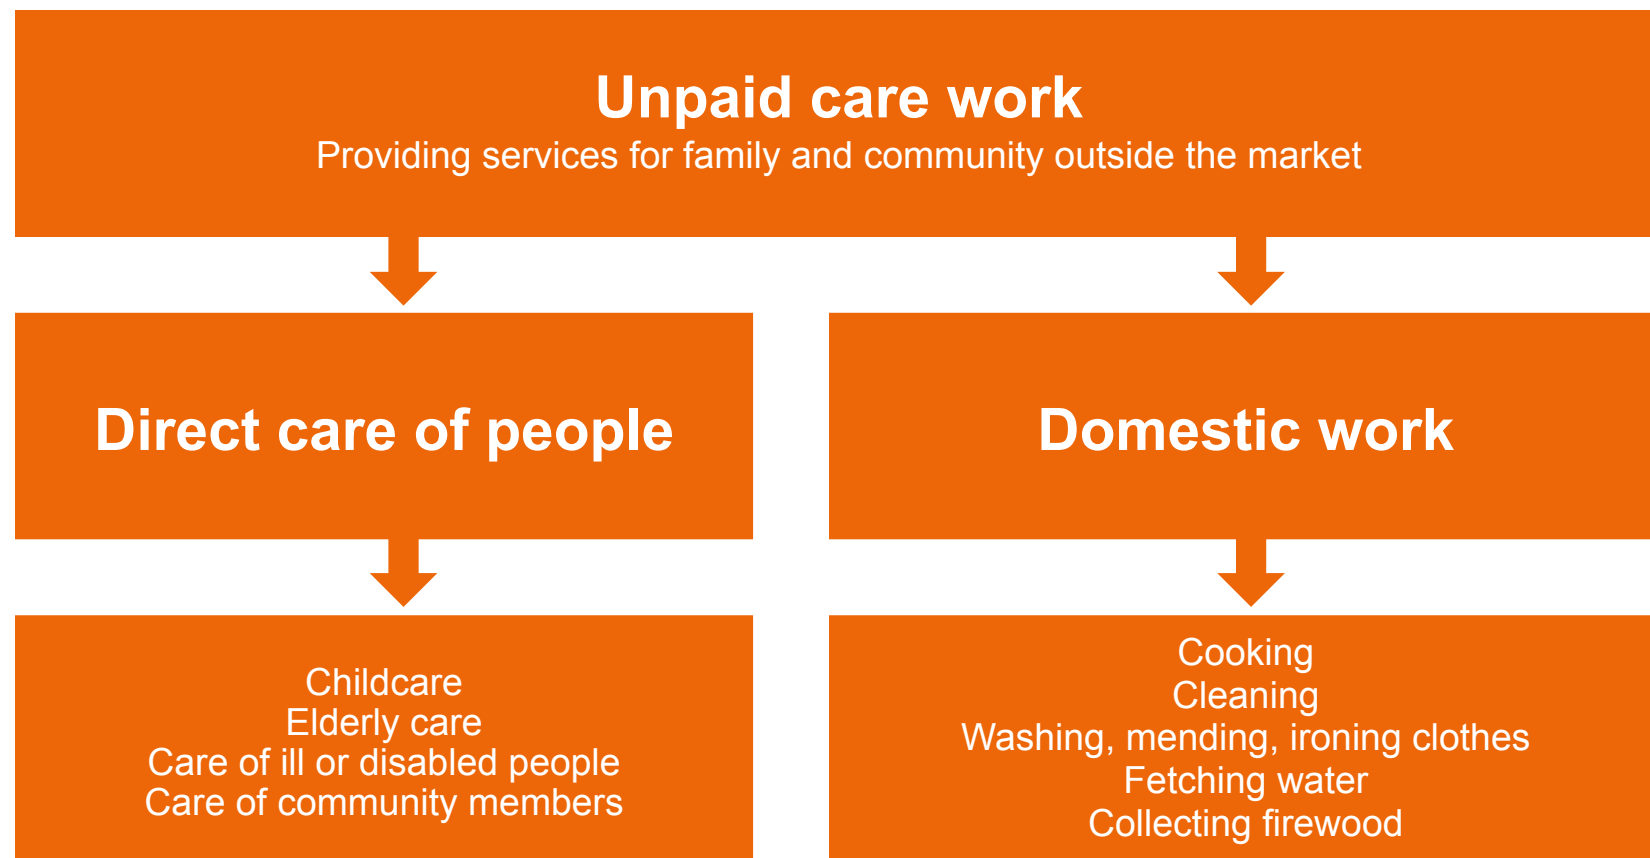 Unpaid care work
Providing services for family and community outside the market
Direct care of people
Domestic work
Childcare
Elderly care
Care of ill or disabled people
Care of community members
Cooking
Cleaning
Washing, mending, ironing clothes
Fetching water
Collecting firewood